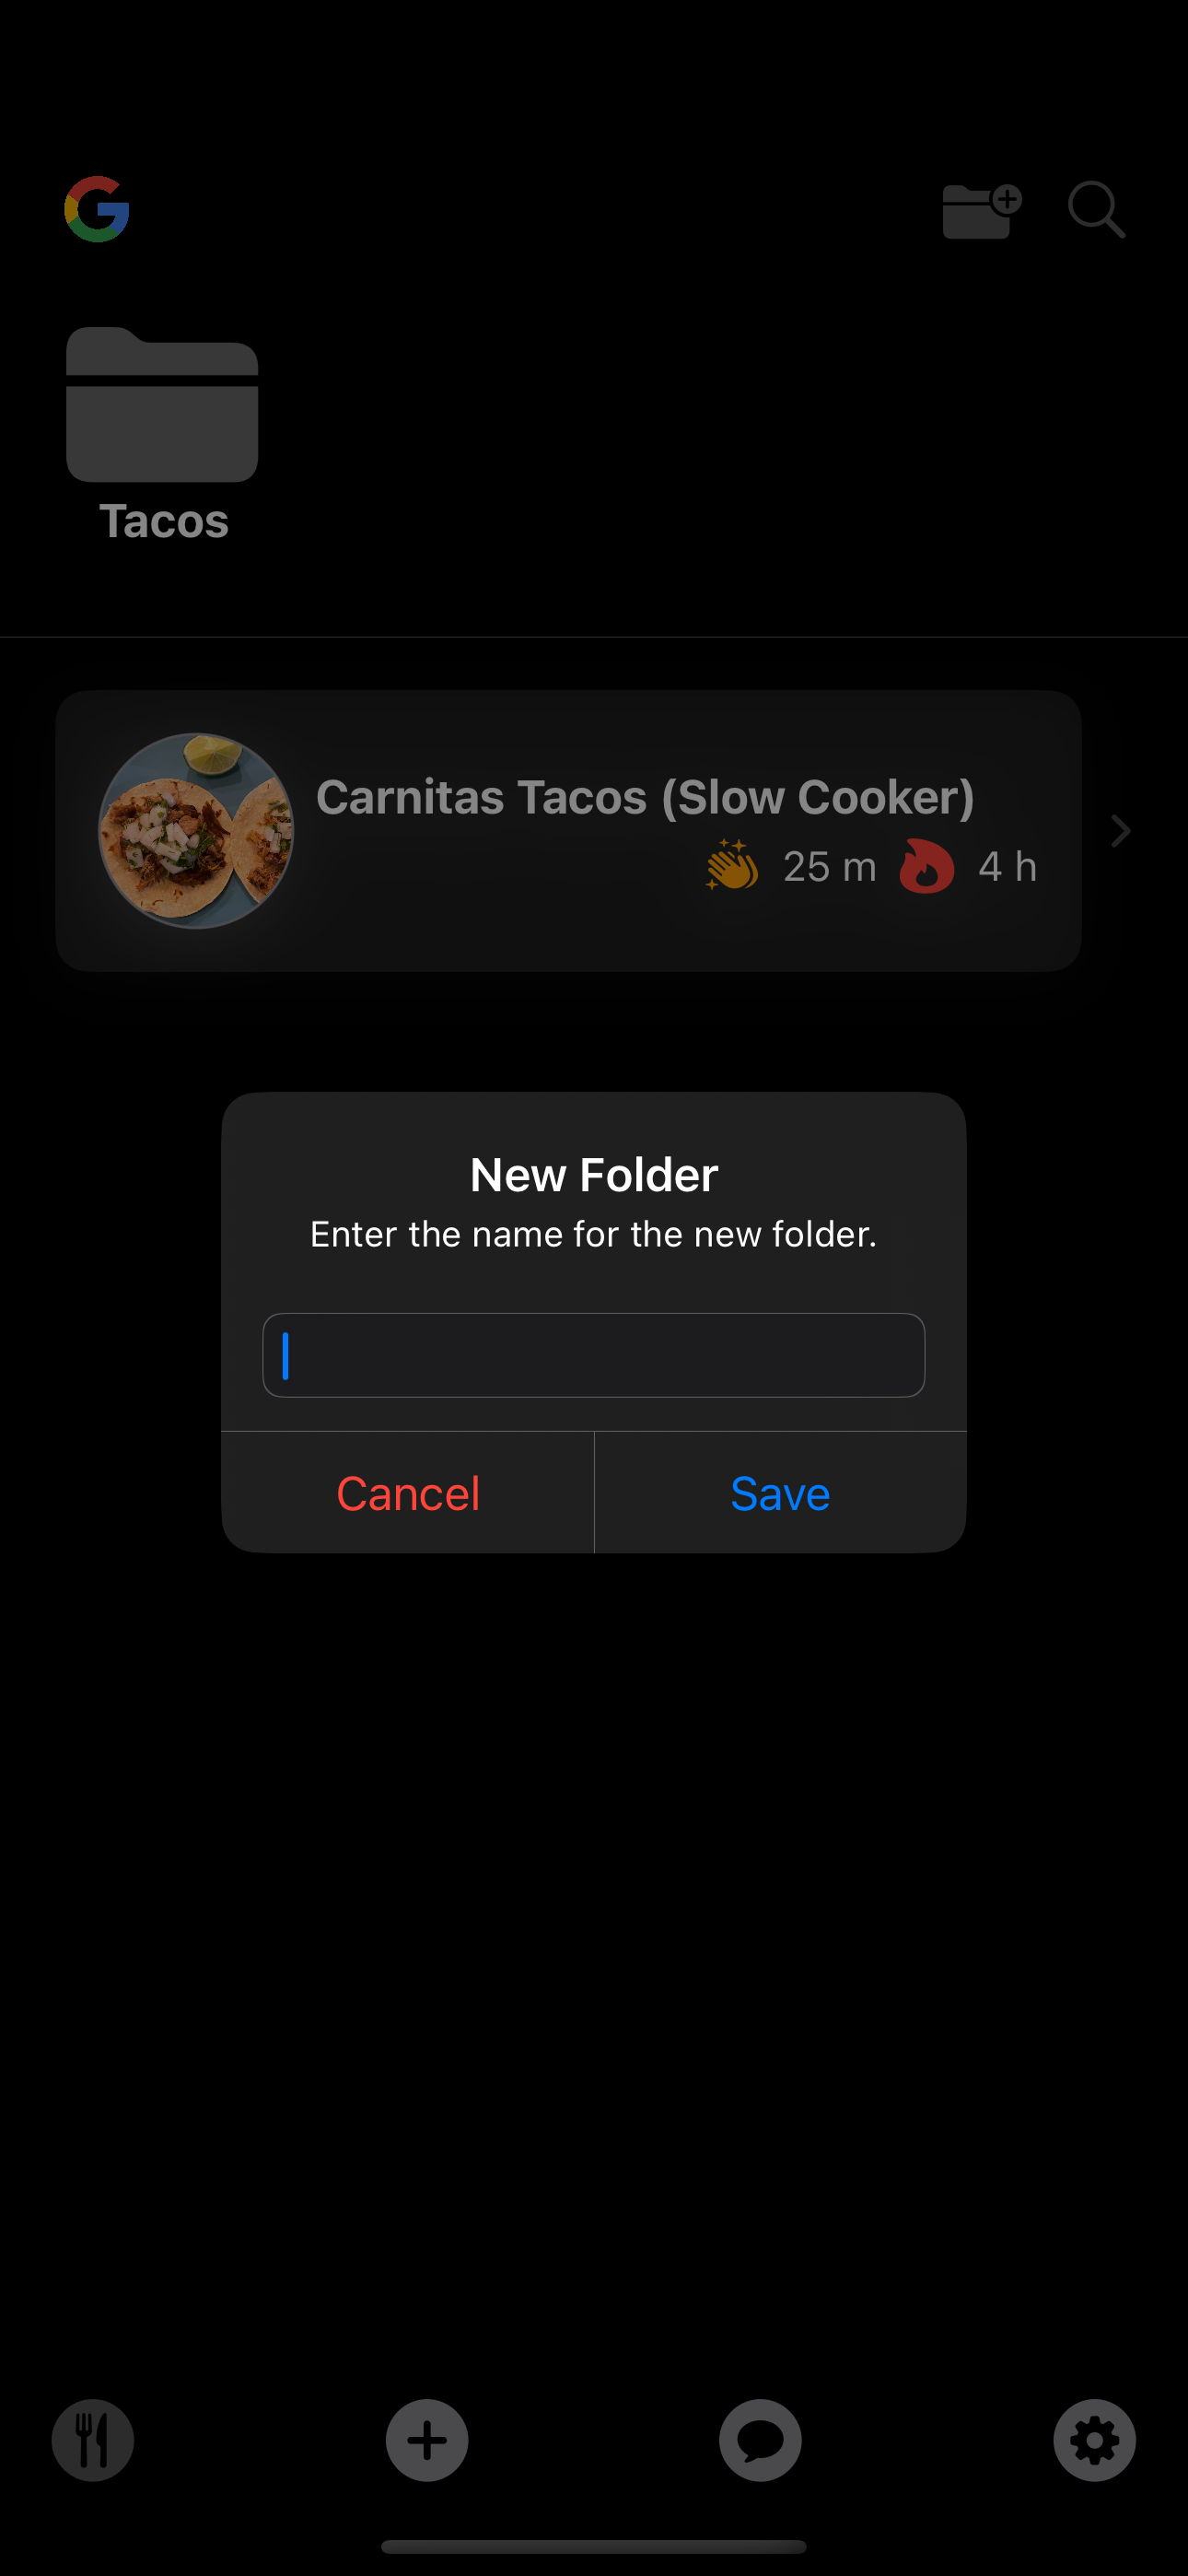 Tacos
Carnitas Tacos (Slow Cooker)
25 m 4 h
New Folder
Enter the name for the new folder.
Cancel Save